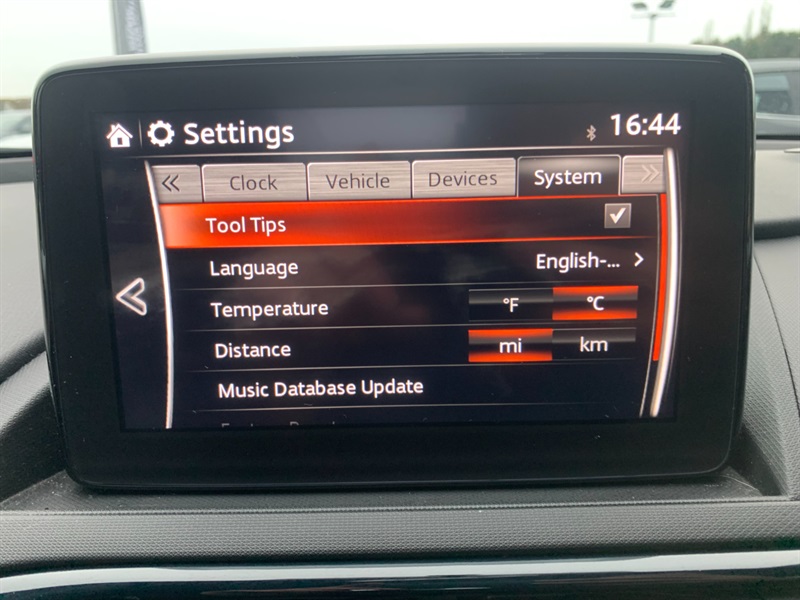 Settings 16:44
Clock Vehicle Devices System
Tool Tips
Language English-...
Temperature °F °C
Distance mi km
Music Database Update